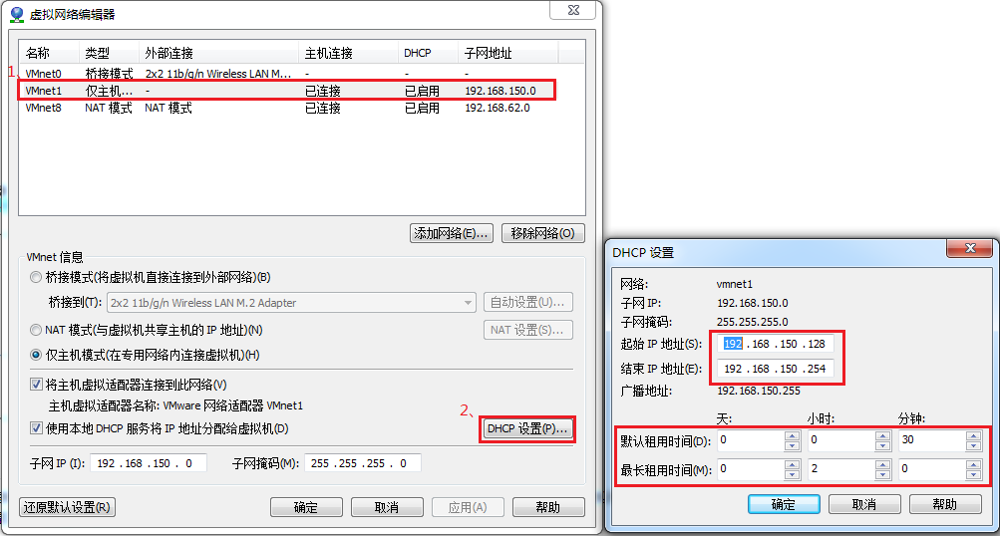 虚拟网络编辑器
名称 类型 外部连接 主机连接 DHCP 子网地址
VMnet0 桥接模式 2x2 11b/g/n Wireless LAN M... - - -
1、 VMnet1 仅主机... - 已连接 已启用 192.168.150.0
VMnet8 NAT 模式 NAT 模式 已连接 已启用 192.168.62.0
添加网络(E)... 移除网络(O)
VMnet 信息
桥接模式(将虚拟机直接连接到外部网络)(B)
桥接到(T): 2x2 11b/g/n Wireless LAN M.2 Adapter 自动设置(U)...
NAT 模式(与虚拟机共享主机的 IP 地址)(N) NAT 设置(S)...
仅主机模式(在专用网络内连接虚拟机)(H)
将主机虚拟适配器连接到此网络(V)
主机虚拟适配器名称: VMware 网络适配器 VMnet1
2、
使用本地 DHCP 服务将 IP 地址分配给虚拟机(D) DHCP 设置(P)...
子网 IP (I): 192 .168 .150 . 0 子网掩码(M): 255 .255 .255 . 0
还原默认设置(R) 确定 取消 应用(A) 帮助
DHCP 设置
网络: vmnet1
子网 IP: 192.168.150.0
子网掩码: 255.255.255.0
起始 IP 地址(S): 192 .168 .150 .128
结束 IP 地址(E): 192 .168 .150 .254
广播地址: 192.168.150.255
天: 小时: 分钟:
默认租用时间(D): 0 0 30
最长租用时间(M): 0 2 0
确定 取消 帮助